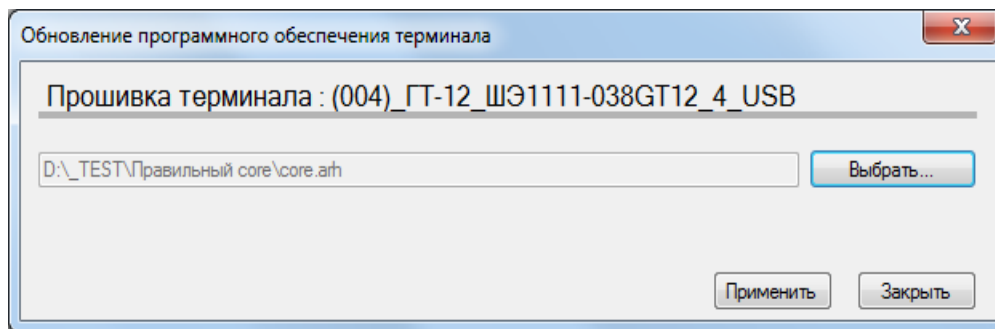 Обновление программного обеспечения терминала
Прошивка терминала : (004)_ГТ-12_ШЭ1111-038GT12_4_USB
D:\_TEST\Правильный core\core.arh
Выбрать...
Применить
Закрыть